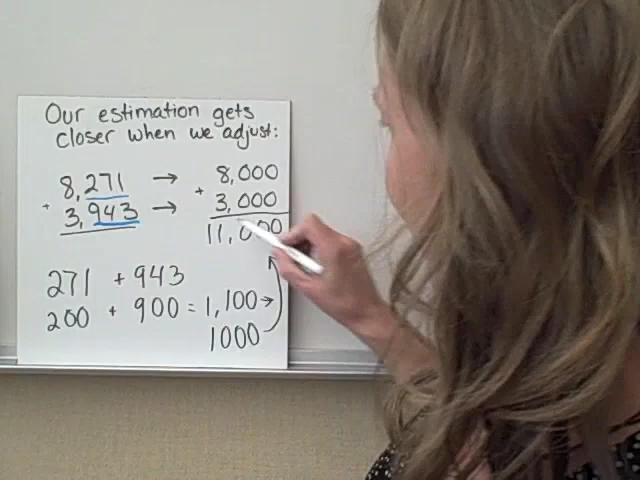 Our estimation gets
closer when we adjust:
8,271 → 8,000
+ 3,943 → + 3,000
11,000
271 + 943
200 + 900 = 1,100 →
1000